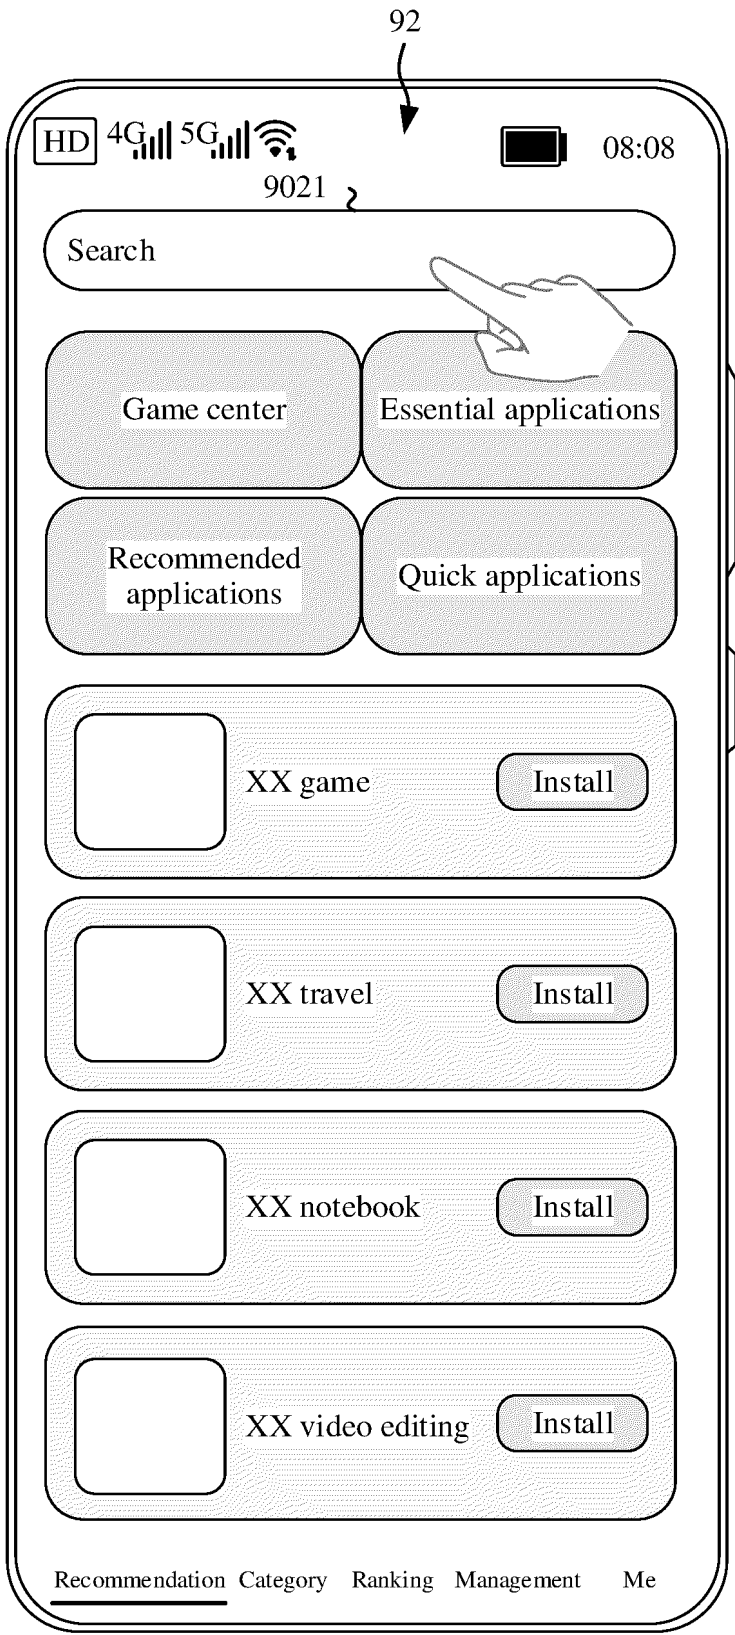 92
HD 4G 5G 08:08
9021
Search
Game center
Essential applications
Recommended
applications
Quick applications
XX game
Install
XX travel
Install
XX notebook
Install
XX video editing
Install
Recommendation Category Ranking Management Me